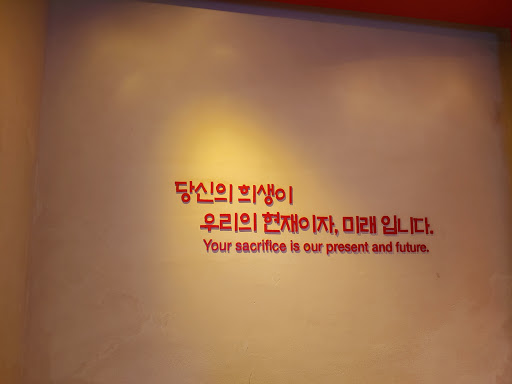 당신의 희생이
우리의 현재이자, 미래 입니다.
Your sacrifice is our present and future.